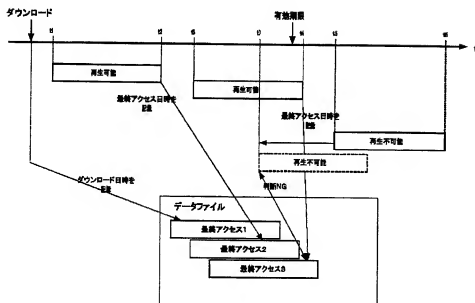 ダウンロード
有効期限
t
再生可能
再生可能
最終アクセス日時を
記録
最終アクセス日時を
記録
再生不可能
再生不可能
判断NG
ダウンロード日時を
記録
データファイル
最終アクセス1
最終アクセス2
最終アクセス3